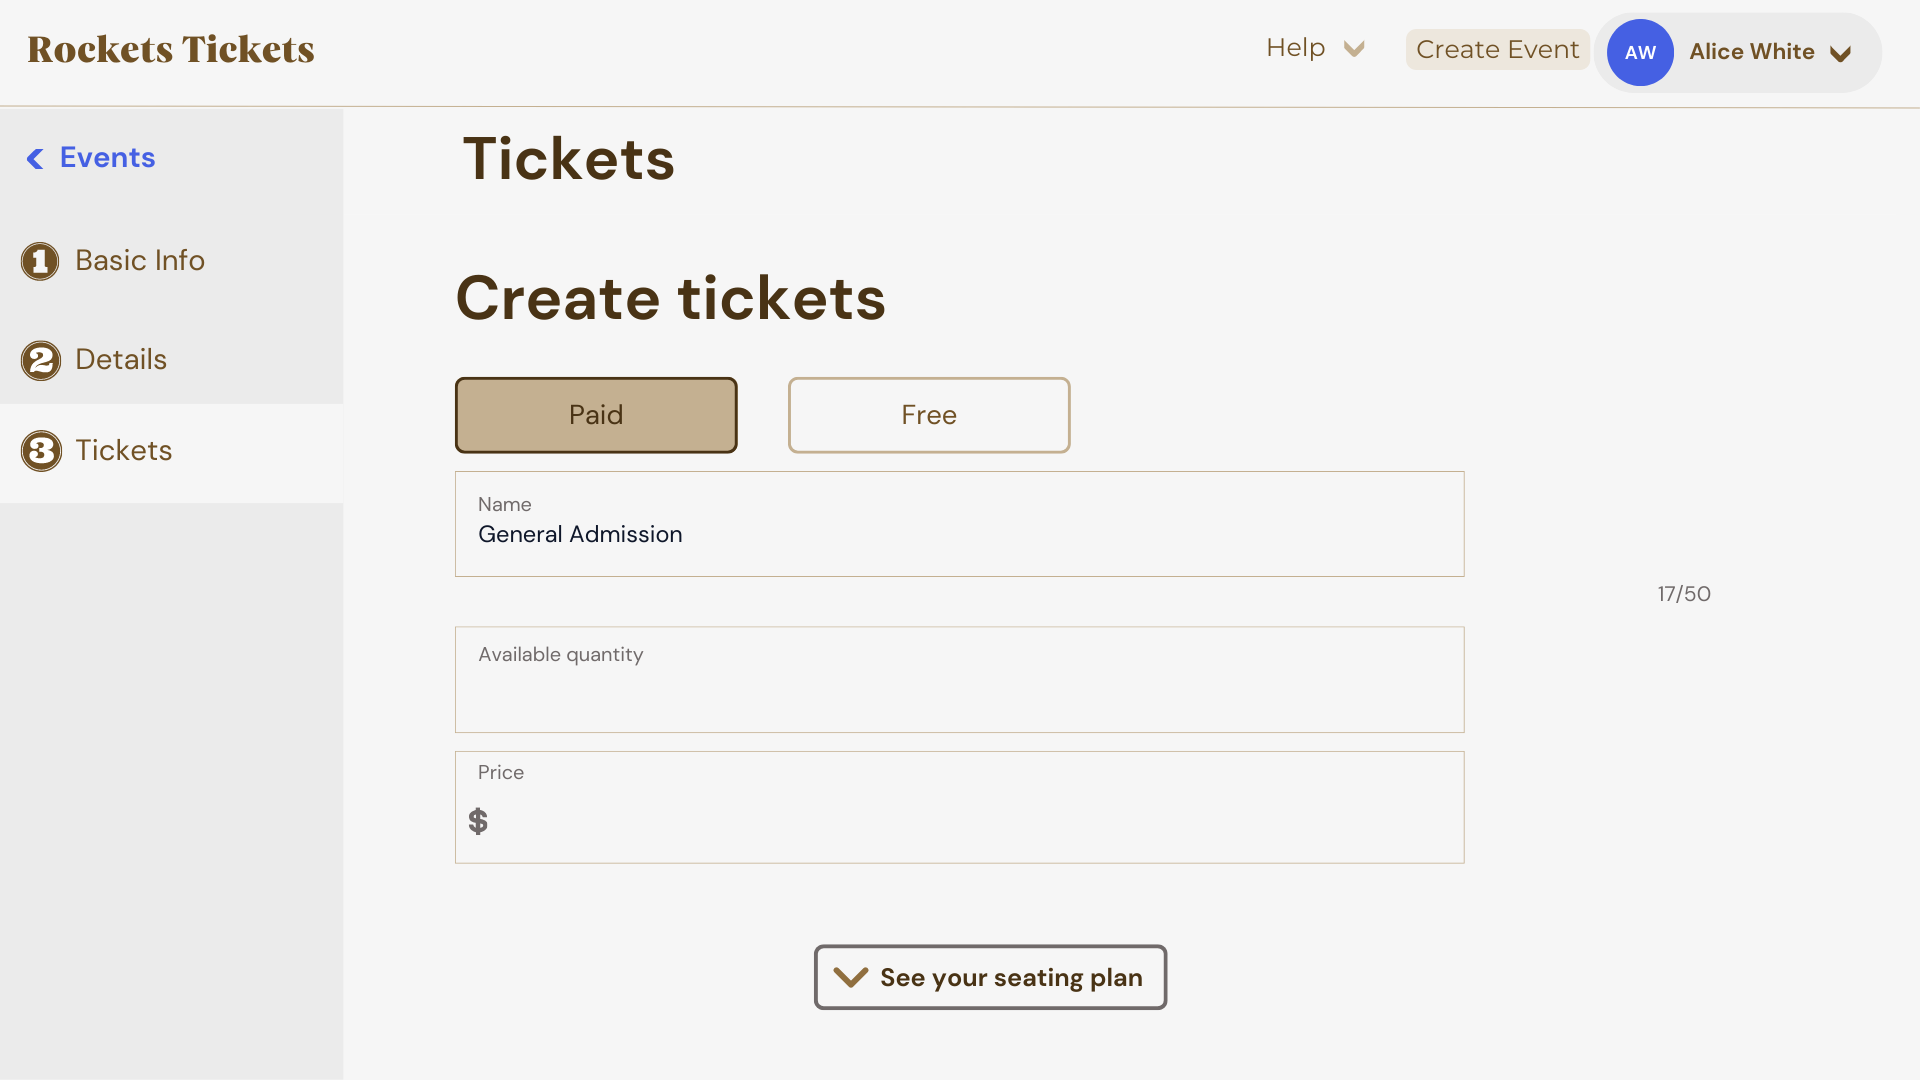 Rockets Tickets
Help
Create Event
AW
Alice White
Events
1 Basic Info
2 Details
3 Tickets
Tickets
Create tickets
Paid
Free
Name
General Admission
17/50
Available quantity
Price
$
See your seating plan